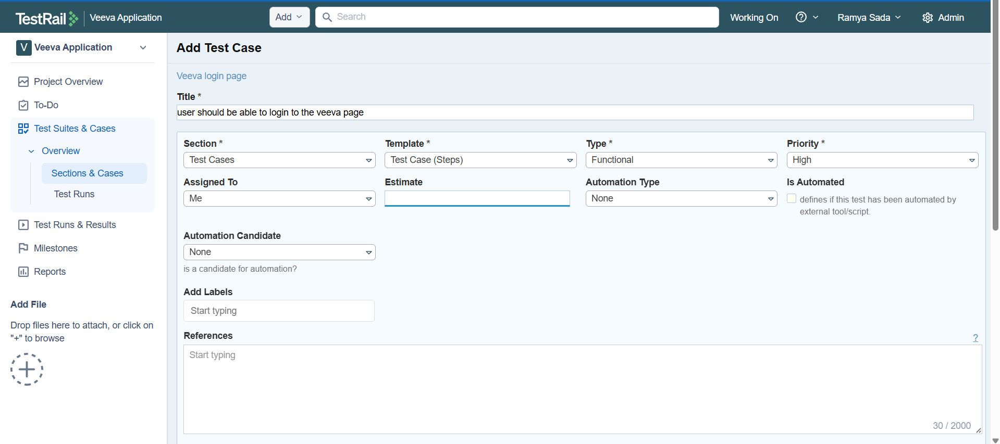 TestRail Veeva Application Add Search Working On Ramya Sada Admin
V Veeva Application
Project Overview
To-Do
Test Suites & Cases
Overview
Sections & Cases
Test Runs
Test Runs & Results
Milestones
Reports
Add File
Drop files here to attach, or click on
"+" to browse
Add Test Case
Veeva login page
Title *
user should be able to login to the veeva page
Section * Template * Type * Priority *
Test Cases Test Case (Steps) Functional High
Assigned To Estimate Automation Type Is Automated
Me None defines if this test has been automated by
external tool/script.
Automation Candidate
None
is a candidate for automation?
Add Labels
Start typing
References ?
Start typing
30 / 2000